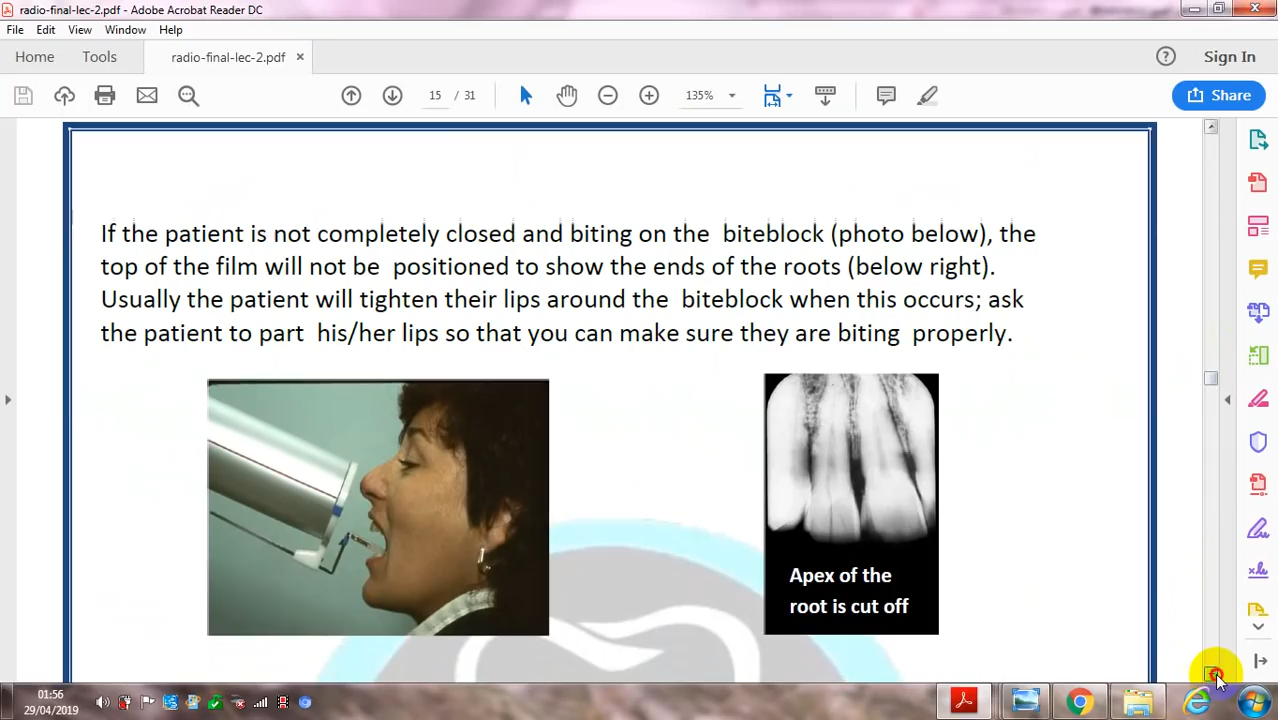 radio-final-lec-2.pdf - Adobe Acrobat Reader DC
File Edit View Window Help
Home Tools radio-final-lec-2.pdf × Sign In
15 / 31 135% Share
If the patient is not completely closed and biting on the biteblock (photo below), the
top of the film will not be positioned to show the ends of the roots (below right).
Usually the patient will tighten their lips around the biteblock when this occurs; ask
the patient to part his/her lips so that you can make sure they are biting properly.
Apex of the
root is cut off
01:56
29/04/2019